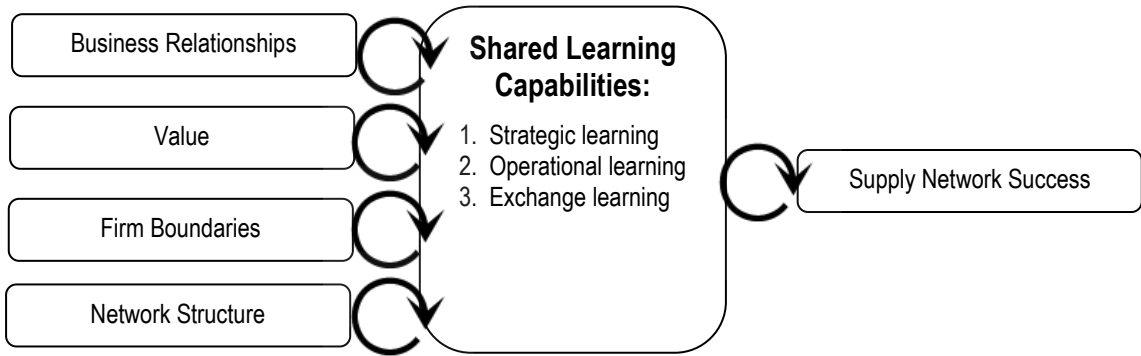 Business Relationships
Value
Firm Boundaries
Network Structure
Shared Learning
Capabilities:
1. Strategic learning
2. Operational learning
3. Exchange learning
Supply Network Success